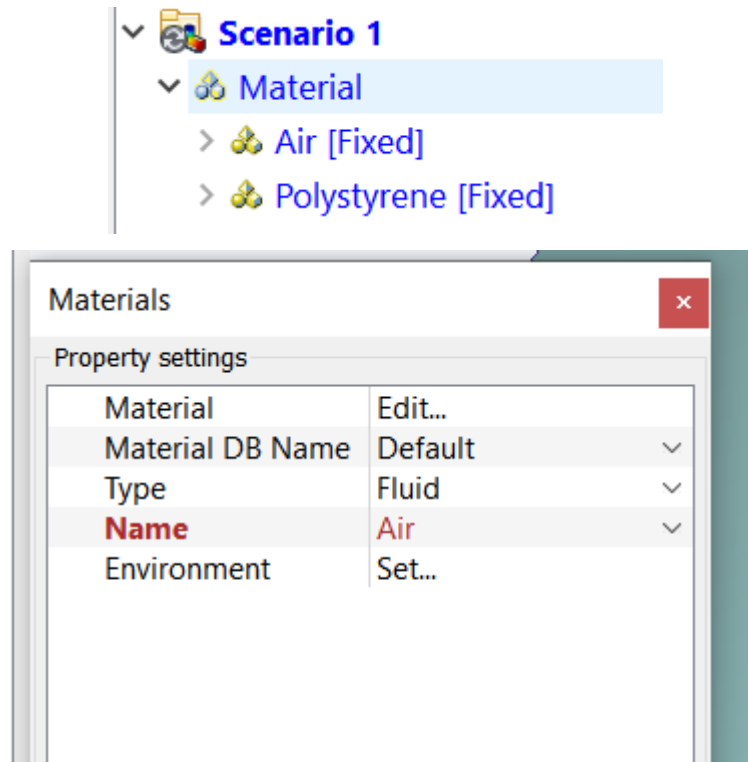 Scenario 1
Material
Air [Fixed]
Polystyrene [Fixed]
Materials
Property settings
Material Edit...
Material DB Name Default
Type Fluid
Name Air
Environment Set...